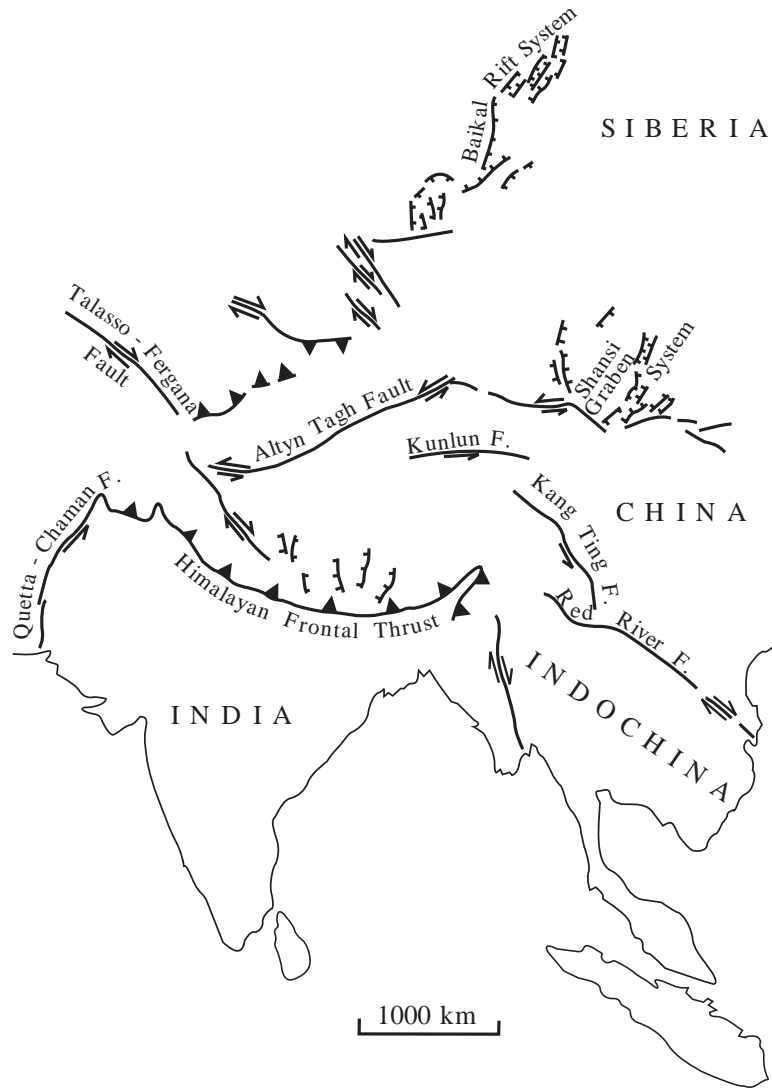 Baikal Rift System
SIBERIA
Talasso - Fergana
Fault
Shansi
Graben
System
Altyn Tagh Fault
Kunlun F.
Quetta - Chaman F.
Kang Ting F.
CHINA
Himalayan Frontal Thrust
Red River F.
INDIA
INDOCHINA
1000 km